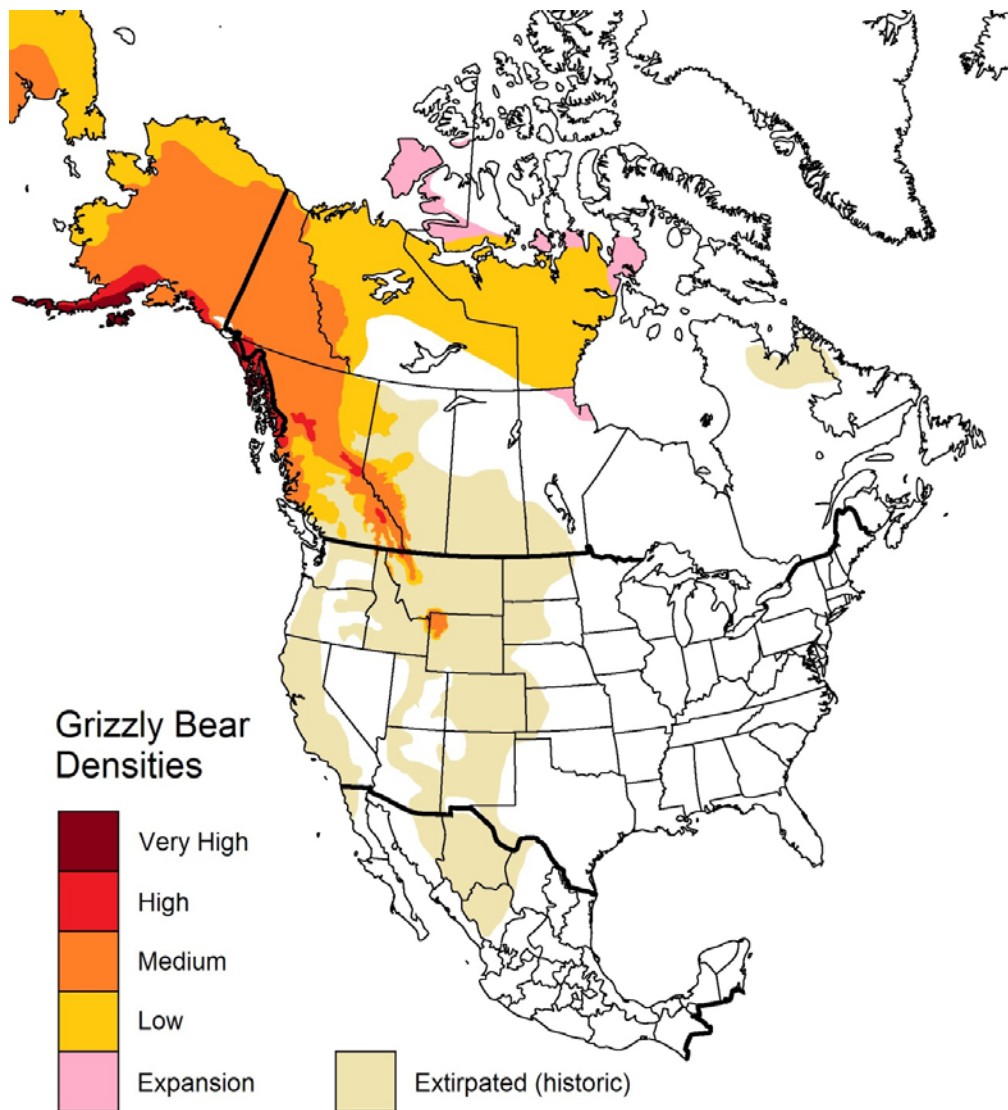 Grizzly Bear
Densities
Very High
High
Medium
Low
Expansion
Extirpated (historic)